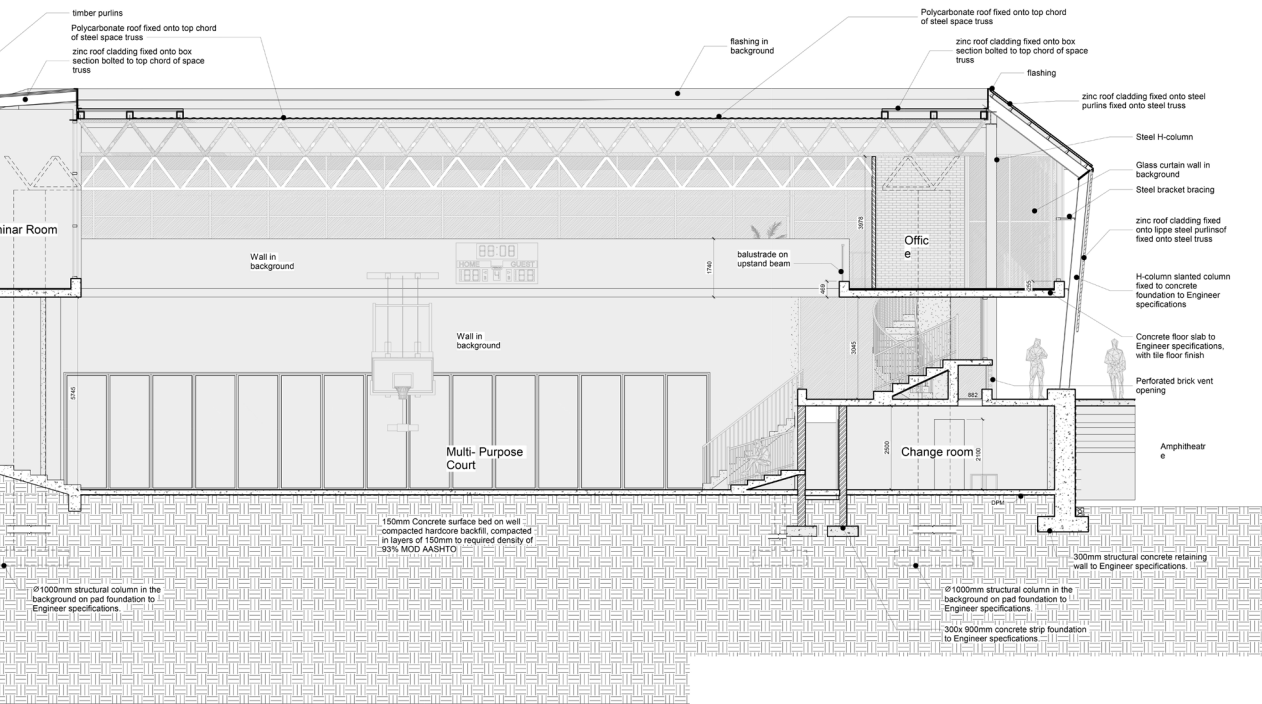 timber purlins
Polycarbonate roof fixed onto top chord
of steel space truss
zinc roof cladding fixed onto box
section bolted to top chord of space
truss
flashing in
background
Polycarbonate roof fixed onto top chord
of steel space truss
zinc roof cladding fixed onto box
section bolted to top chord of space
truss
flashing
zinc roof cladding fixed onto steel
purlins fixed onto steel truss
Steel H-column
Glass curtain wall in
background
Steel bracket bracing
zinc roof cladding fixed
onto lippe steel purlinsof
fixed onto steel truss
H-column slanted column
fixed to concrete
foundation to Engineer
specifications
Concrete floor slab to
Engineer specifications,
with tile floor finish
Perforated brick vent
opening
Amphitheatr
e
inar Room
Wall in
background
88:08
HOME
GUEST
balustrade on
upstand beam
Offic
e
3978
1740
469
255
Wall in
background
3045
5745
882
Multi- Purpose
Court
2500
Change room
2100
DPM
150mm Concrete surface bed on well
compacted hardcore backfill, compacted
in layers of 150mm to required density of
93% MOD AASHTO
300mm structural concrete retaining
wall to Engineer specifications.
Ø1000mm structural column in the
background on pad foundation to
Engineer specifications.
Ø1000mm structural column in the
background on pad foundation to
Engineer specifications.
300x 900mm concrete strip foundation
to Engineer specfications